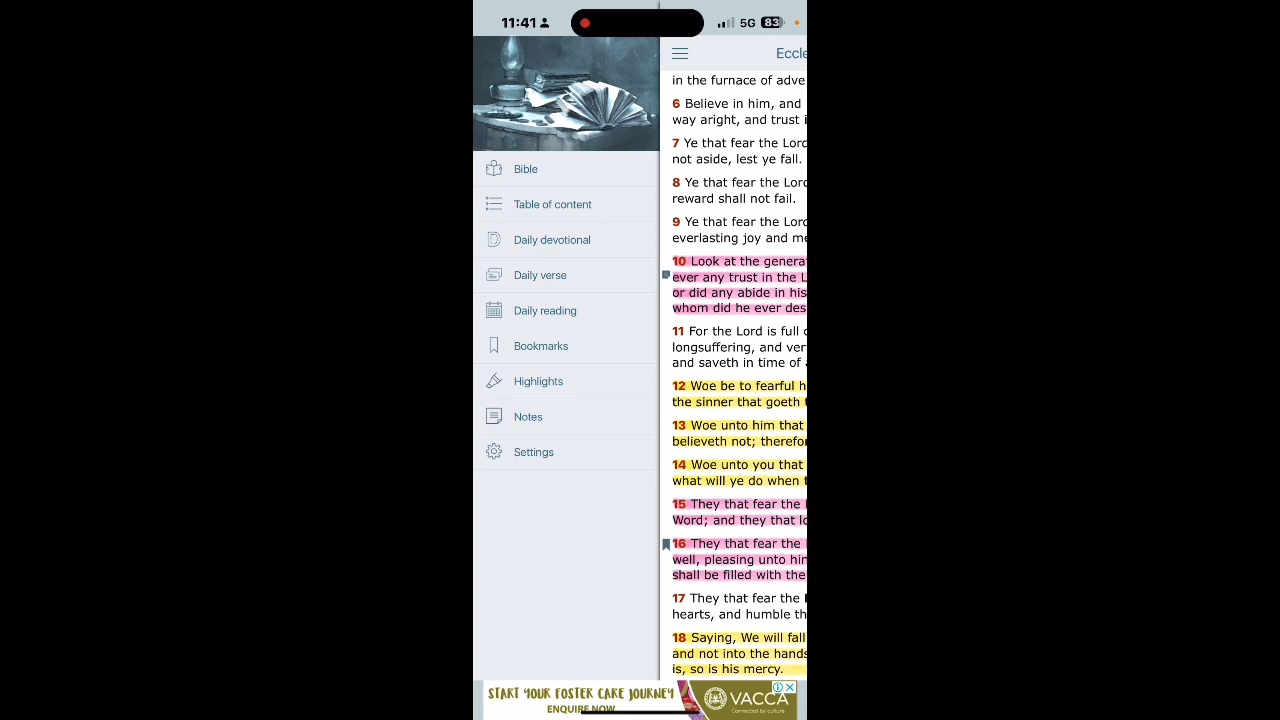 11:41
5G
83
Bible
Table of content
Daily devotional
Daily verse
Daily reading
Bookmarks
Highlights
Notes
Settings
Eccle
in the furnace of adve
6 Believe in him, and
way aright, and trust i
7 Ye that fear the Lord
not aside, lest ye fall.
8 Ye that fear the Lord
reward shall not fail.
9 Ye that fear the Lord
everlasting joy and me
10 Look at the generat
ever any trust in the L
or did any abide in his
whom did he ever des
11 For the Lord is full
longsuffering, and ver
and saveth in time of
12 Woe be to fearful h
the sinner that goeth
13 Woe unto him that
believeth not; therefor
14 Woe unto you that
what will ye do when
15 They that fear the
Word; and they that lo
16 They that fear the
well, pleasing unto him
shall be filled with the
17 They that fear the
hearts, and humble th
18 Saying, We will fall
and not into the hands
is, so is his mercy.
START YOUR FOSTER CARE JOURNEY
ENQUIRE NOW
VACCA
Connected by culture